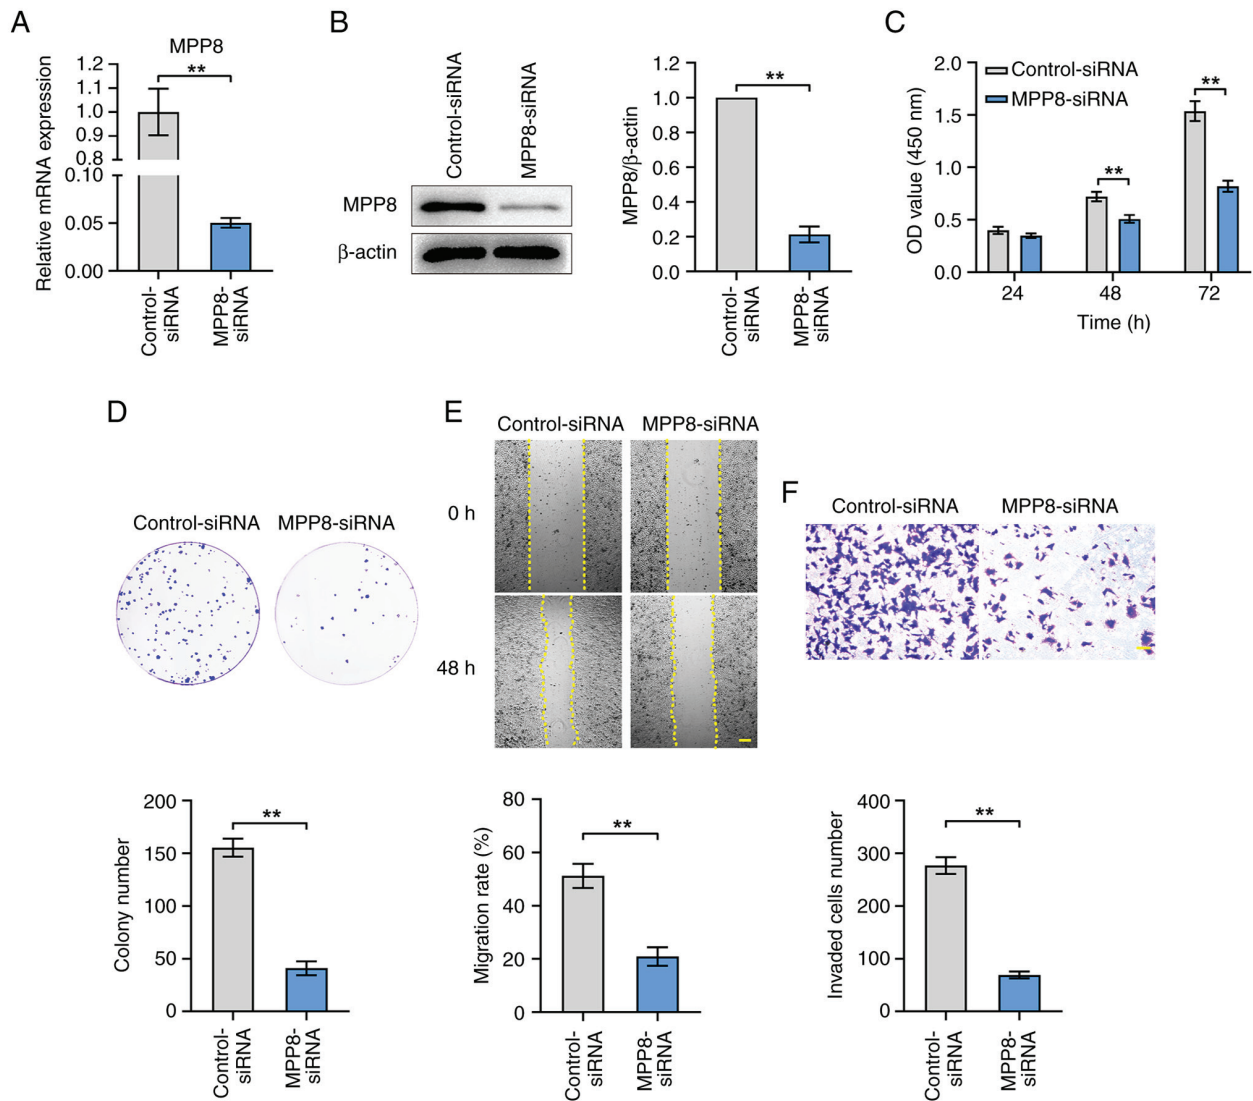 A
MPP8
**
Relative mRNA expression
1.2
1.1
1.0
0.9
0.8
0.10
0.05
0.00
Control-
siRNA
MPP8-
siRNA
B
Control-siRNA
MPP8-siRNA
MPP8
β-actin
MPP8/β-actin
1.2
1.0
0.8
0.6
0.4
0.2
0.0
**
Control-
siRNA
MPP8-
siRNA
C
OD value (450 nm)
2.0
1.5
1.0
0.5
0.0
Control-siRNA
MPP8-siRNA
**
**
24
48
72
Time (h)
D
Control-siRNA
MPP8-siRNA
Colony number
200
150
100
50
0
**
Control-
siRNA
MPP8-
siRNA
E
Control-siRNA
MPP8-siRNA
0 h
48 h
Migration rate (%)
80
60
40
20
0
**
Control-
siRNA
MPP8-
siRNA
F
Control-siRNA
MPP8-siRNA
Invaded cells number
400
300
200
100
0
**
Control-
siRNA
MPP8-
siRNA